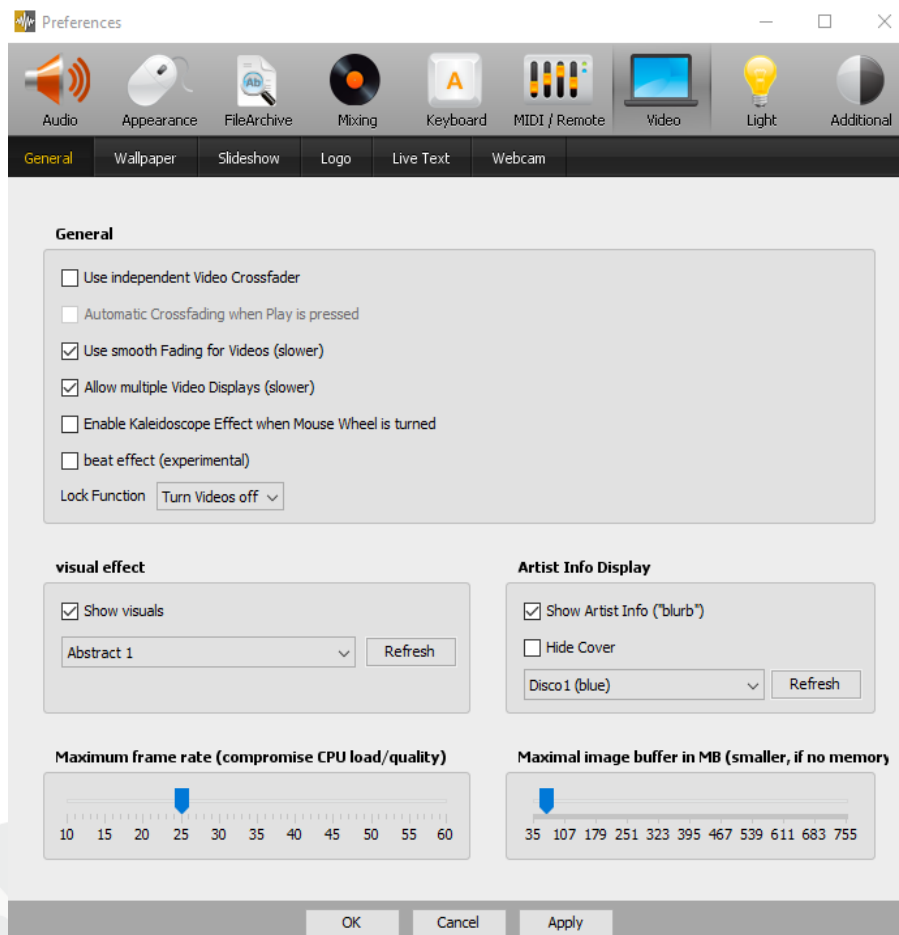 Preferences
Audio Appearance FileArchive Mixing Keyboard MIDI / Remote Video Light Additional
General Wallpaper Slideshow Logo Live Text Webcam
General
Use independent Video Crossfader
Automatic Crossfading when Play is pressed
Use smooth Fading for Videos (slower)
Allow multiple Video Displays (slower)
Enable Kaleidoscope Effect when Mouse Wheel is turned
beat effect (experimental)
Lock Function Turn Videos off
visual effect
Show visuals
Abstract 1 Refresh
Artist Info Display
Show Artist Info ("blurb")
Hide Cover
Disco1 (blue) Refresh
Maximum frame rate (compromise CPU load/quality)
10 15 20 25 30 35 40 45 50 55 60
Maximal image buffer in MB (smaller, if no memory
35 107 179 251 323 395 467 539 611 683 755
OK Cancel Apply